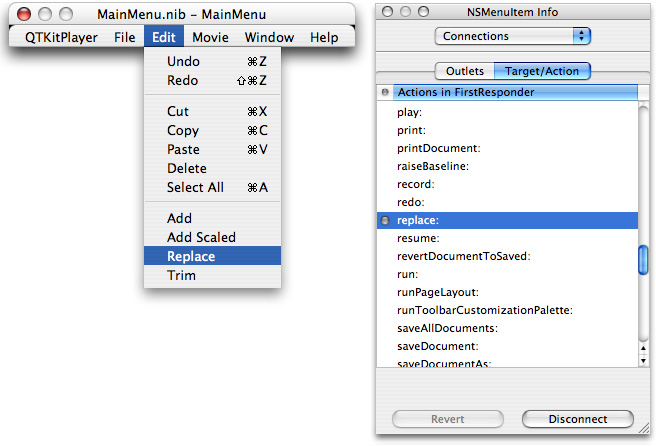 MainMenu.nib – MainMenu
QTKitPlayer File Edit Movie Window Help
Undo ⌘Z
Redo ⇧⌘Z
Cut ⌘X
Copy ⌘C
Paste ⌘V
Delete
Select All ⌘A
Add
Add Scaled
Replace
Trim
NSMenuItem Info
Connections
Outlets Target/Action
Actions in FirstResponder
play:
print:
printDocument:
raiseBaseline:
record:
redo:
replace:
resume:
revertDocumentToSaved:
run:
runPageLayout:
runToolbarCustomizationPalette:
saveAllDocuments:
saveDocument:
saveDocumentAs:
Revert Disconnect